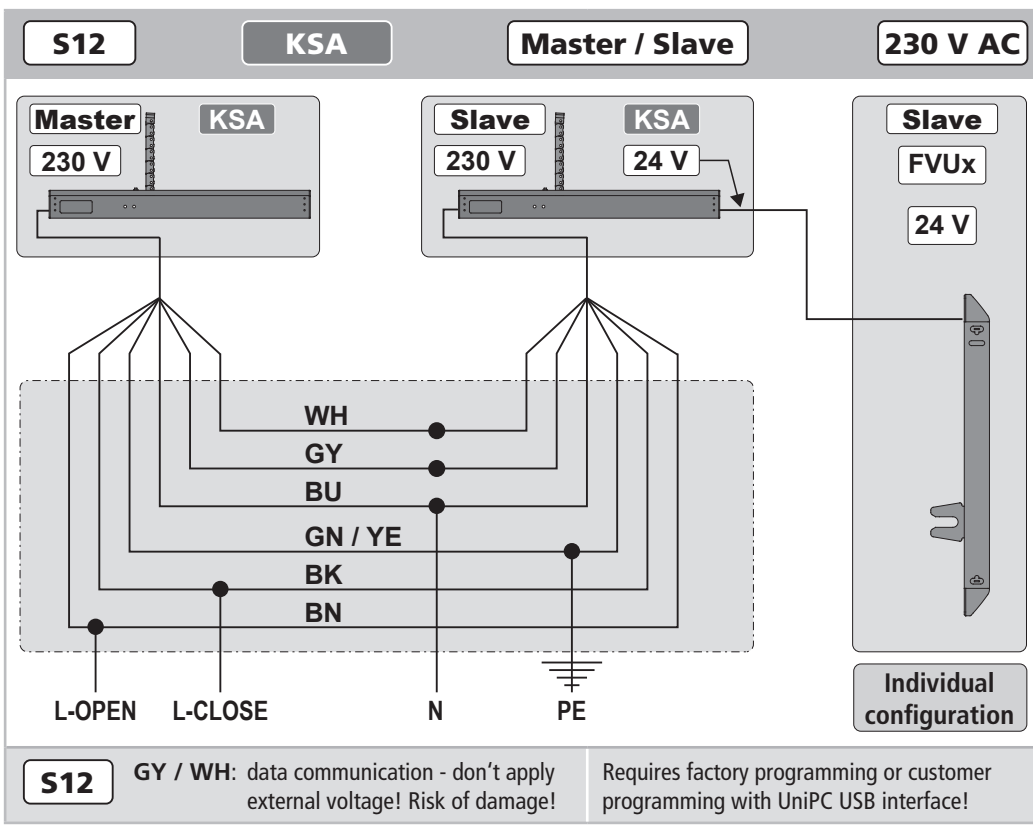 S12 KSA Master / Slave 230 V AC
Master KSA
230 V
Slave KSA
230 V 24 V
Slave
FVUx
24 V
WH
GY
BU
GN / YE
BK
BN
L-OPEN L-CLOSE N PE
Individual
configuration
S12
GY / WH: data communication - don't apply
external voltage! Risk of damage!
Requires factory programming or customer
programming with UniPC USB interface!